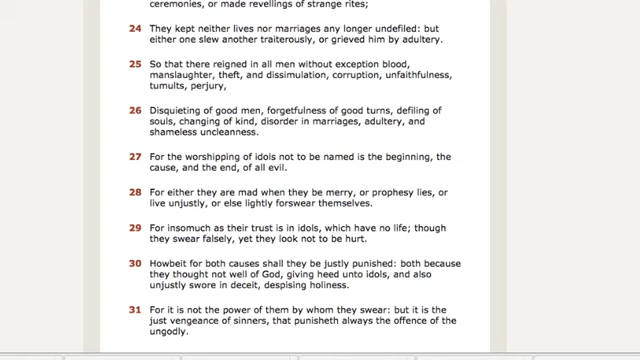 ceremonies, or made revellings of strange rites;
24 They kept neither lives nor marriages any longer undefiled: but
either one slew another traiterously, or grieved him by adultery.
25 So that there reigned in all men without exception blood,
manslaughter, theft, and dissimulation, corruption, unfaithfulness,
tumults, perjury,
26 Disquieting of good men, forgetfulness of good turns, defiling of
souls, changing of kind, disorder in marriages, adultery, and
shameless uncleanness.
27 For the worshipping of idols not to be named is the beginning, the
cause, and the end, of all evil.
28 For either they are mad when they be merry, or prophesy lies, or
live unjustly, or else lightly forswear themselves.
29 For insomuch as their trust is in idols, which have no life; though
they swear falsely, yet they look not to be hurt.
30 Howbeit for both causes shall they be justly punished: both because
they thought not well of God, giving heed unto idols, and also
unjustly swore in deceit, despising holiness.
31 For it is not the power of them by whom they swear: but it is the
just vengeance of sinners, that punisheth always the offence of the
ungodly.